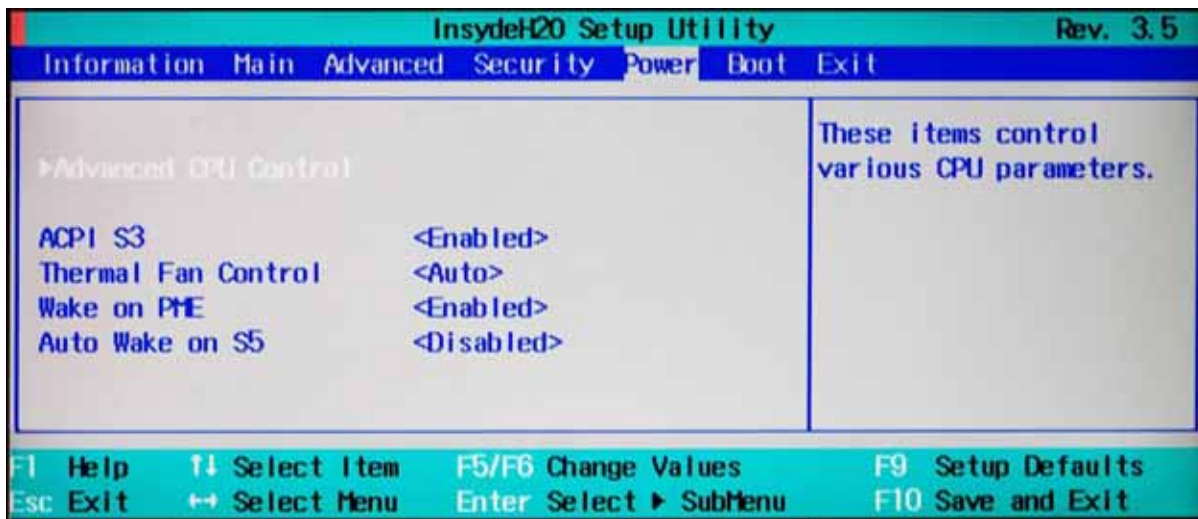 InsydeH20 Setup Utility Rev. 3.5
Information Main Advanced Security Power Boot Exit
▶Advanced CPU Control
These items control
various CPU parameters.
ACPI S3 <Enabled>
Thermal Fan Control <Auto>
Wake on PME <Enabled>
Auto Wake on S5 <Disabled>
F1 Help ↑↓ Select Item F5/F6 Change Values F9 Setup Defaults
Esc Exit ↔ Select Menu Enter Select ▶ SubMenu F10 Save and Exit